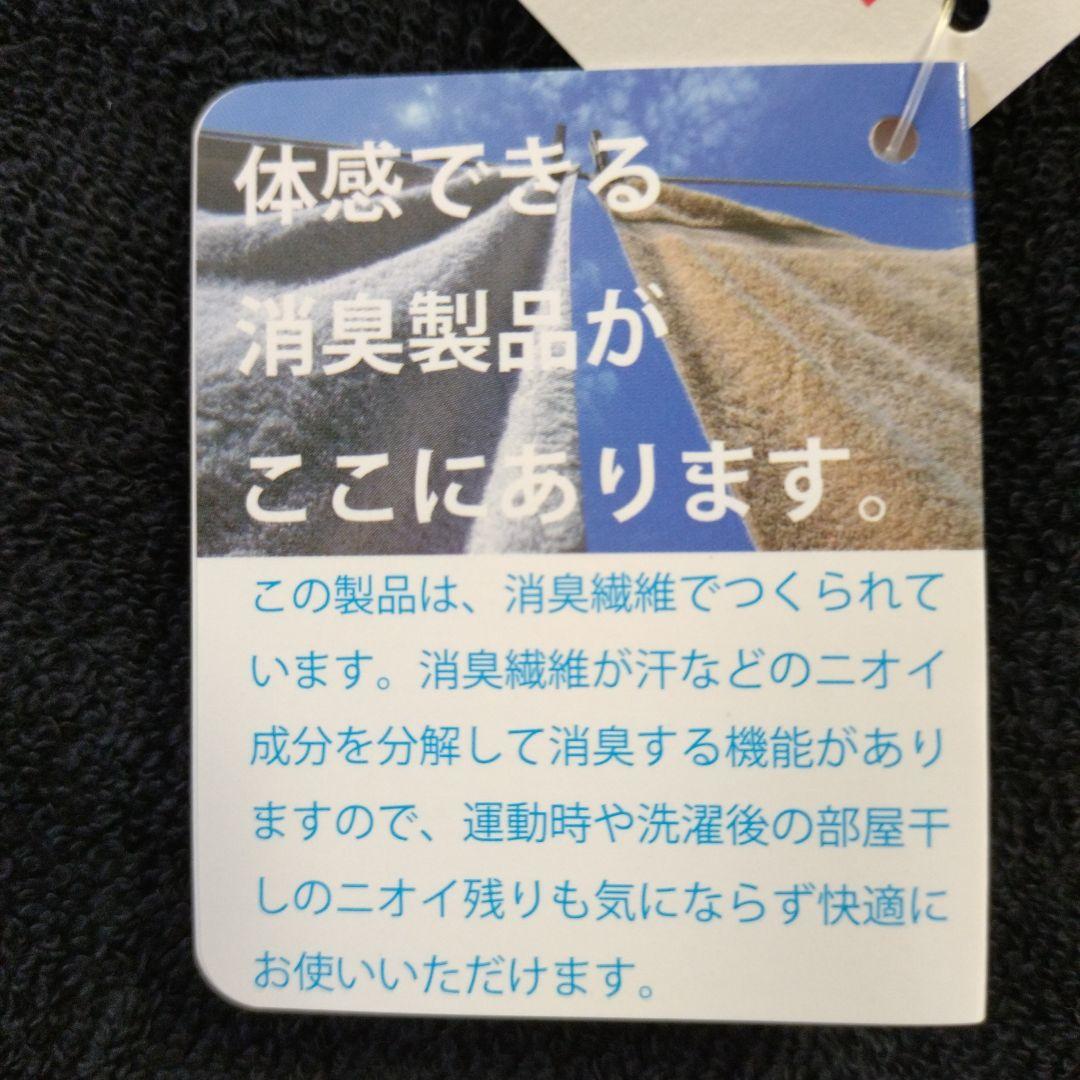 体感できる
消臭製品が
ここにあります。
この製品は、消臭繊維でつくられて
います。消臭繊維が汗などのニオイ
成分を分解して消臭する機能があり
ますので、運動時や洗濯後の部屋干
しのニオイ残りも気にならず快適に
お使いいただけます。